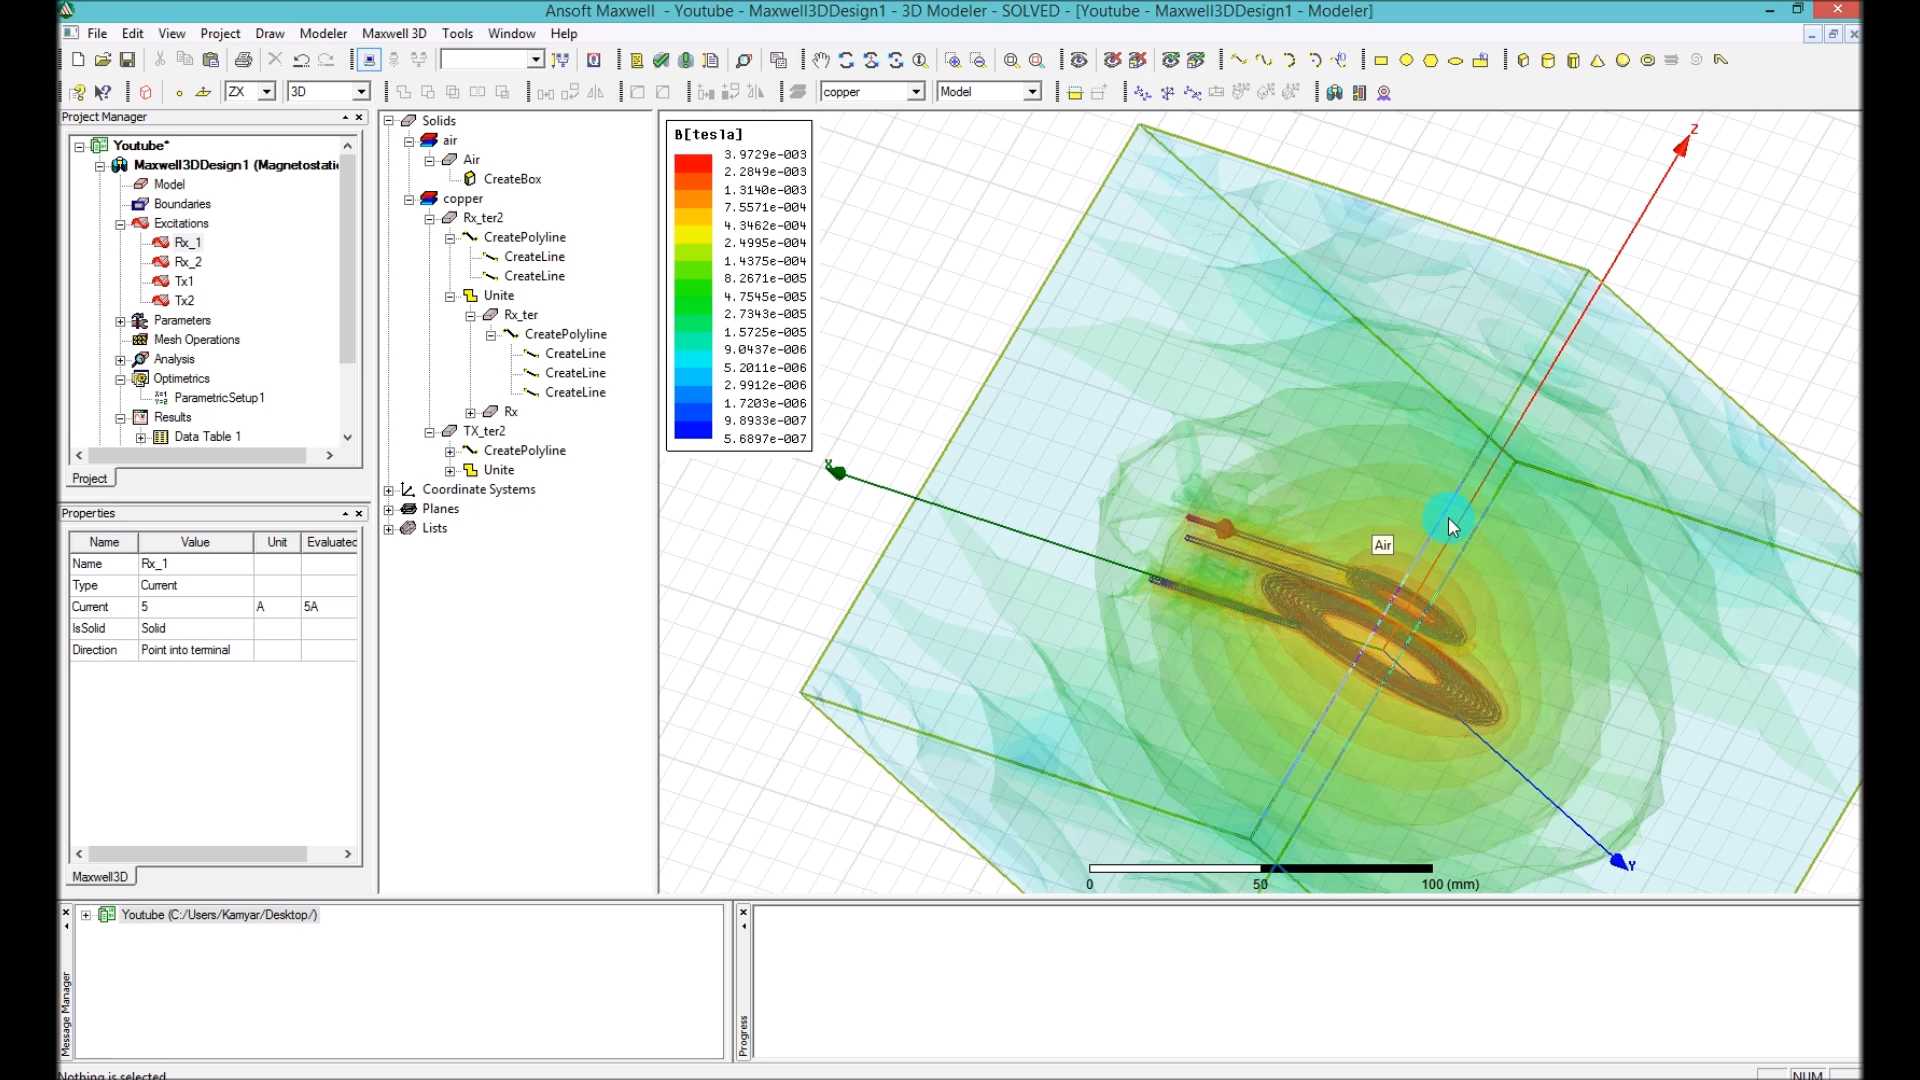 Ansoft Maxwell - Youtube - Maxwell3DDesign1 - 3D Modeler - SOLVED - [Youtube - Maxwell3DDesign1 - Modeler]
File Edit View Project Draw Modeler Maxwell 3D Tools Window Help
ZX 3D copper Model
Project Manager
Youtube*
Maxwell3DDesign1 (Magnetostati
Model
Boundaries
Excitations
Rx_1
Rx_2
Tx1
Tx2
Parameters
Mesh Operations
Analysis
Optimetrics
ParametricSetup1
Results
Data Table 1
Project
Properties
Name Value Unit Evaluated
Name Rx_1
Type Current
Current 5 A 5A
IsSolid Solid
Direction Point into terminal
Maxwell3D
Solids
air
Air
CreateBox
copper
Rx_ter2
CreatePolyline
CreateLine
CreateLine
Unite
Rx_ter
CreatePolyline
CreateLine
CreateLine
CreateLine
Rx
TX_ter2
CreatePolyline
Unite
Coordinate Systems
Planes
Lists
B[tesla]
3.9729e-003
2.2849e-003
1.3140e-003
7.5571e-004
4.3462e-004
2.4995e-004
1.4375e-004
8.2671e-005
4.7545e-005
2.7343e-005
1.5725e-005
9.0437e-006
5.2011e-006
2.9912e-006
1.7203e-006
9.8933e-007
5.6897e-007
Z
X
Air
Y
0 50 100 (mm)
Youtube (C:/Users/Kamyar/Desktop/)
Message Manager
Progress
Nothing is selected
NUM